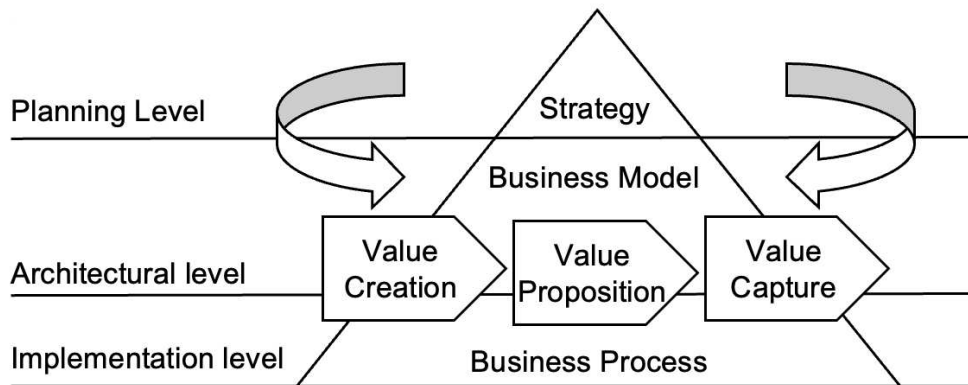 Planning Level
Strategy
Business Model
Architectural level
Value
Creation
Value
Proposition
Value
Capture
Implementation level
Business Process